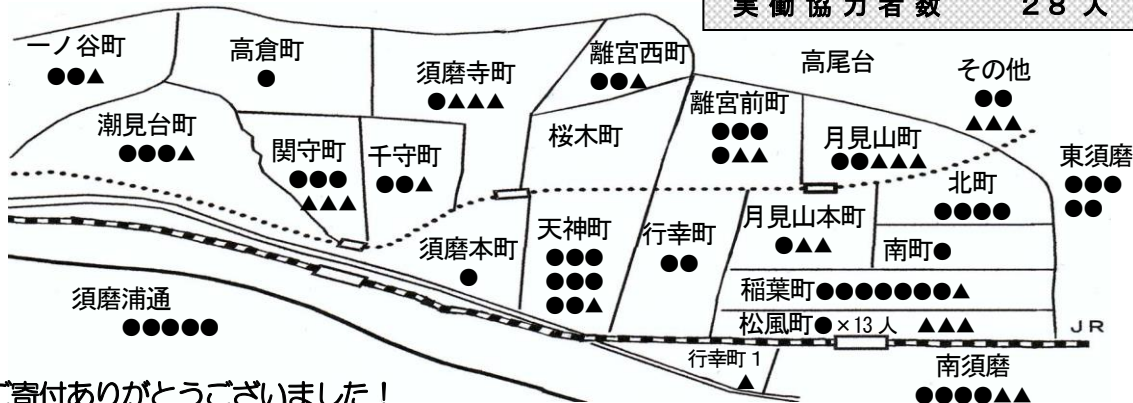 実働協力者数 28人
一ノ谷町
●●▲
高倉町
●
須磨寺町
●▲▲▲
離宮西町
●●▲
高尾台
その他
●●
▲▲▲
潮見台町
●●●▲
関守町
●●●
▲▲▲
千守町
●●▲
桜木町
離宮前町
●●●
●▲▲
月見山町
●●▲▲▲
東須磨
●●●
●●
北町
●●●●
須磨本町
●
天神町
●●●
●●●
●●▲
行幸町
●●
月見山本町
●▲▲
南町●
稲葉町●●●●●●●▲
松風町●×13人 ▲▲▲
JR
須磨浦通
●●●●●
行幸町1
▲
南須磨
●●●●▲▲
ご寄付ありがとうございました！